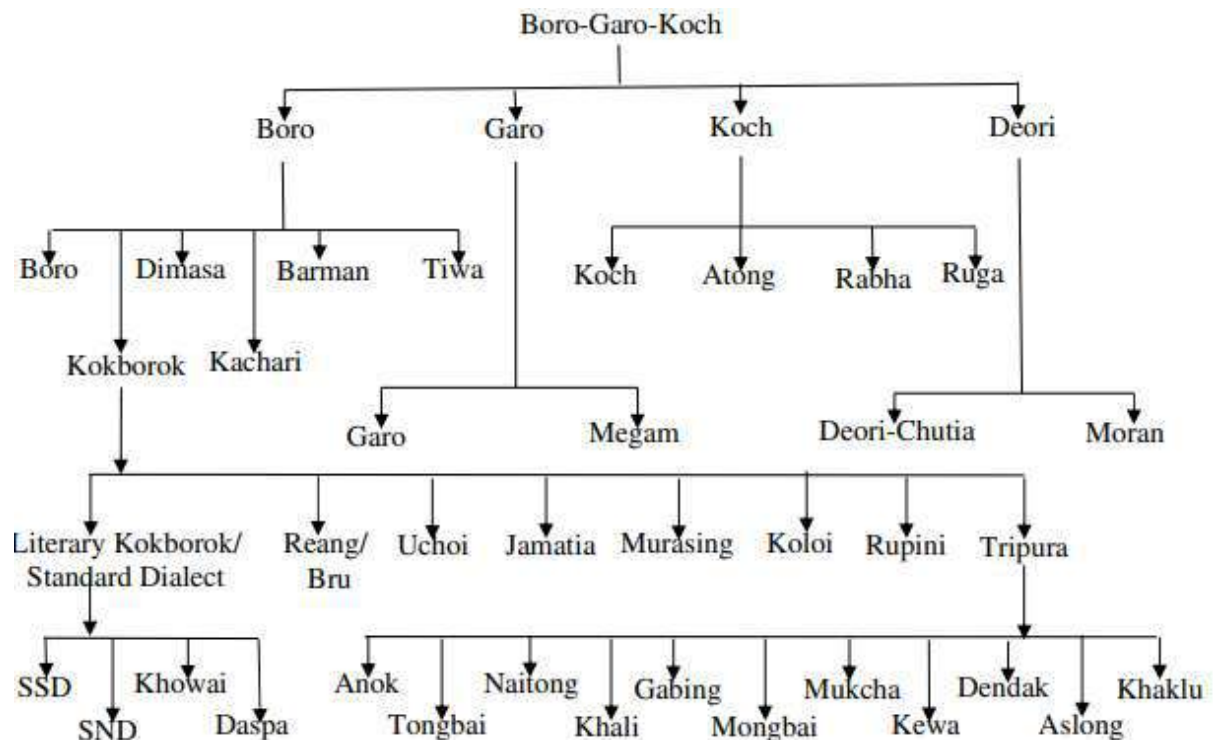 Boro-Garo-Koch
Boro Garo Koch Deori
Boro Dimasa Barman Tiwa Koch Atong Rabha Ruga
Kokborok Kachari
Garo Megam Deori-Chutia Moran
Literary Kokborok/ Reang/ Uchoi Jamatia Murasing Koloi Rupini Tripura
Standard Dialect Bru
SSD Khowai Anok Naitong Gabing Mukcha Dendak Khaklu
SND Daspa Tongbai Khali Mongbai Kewa Aslong